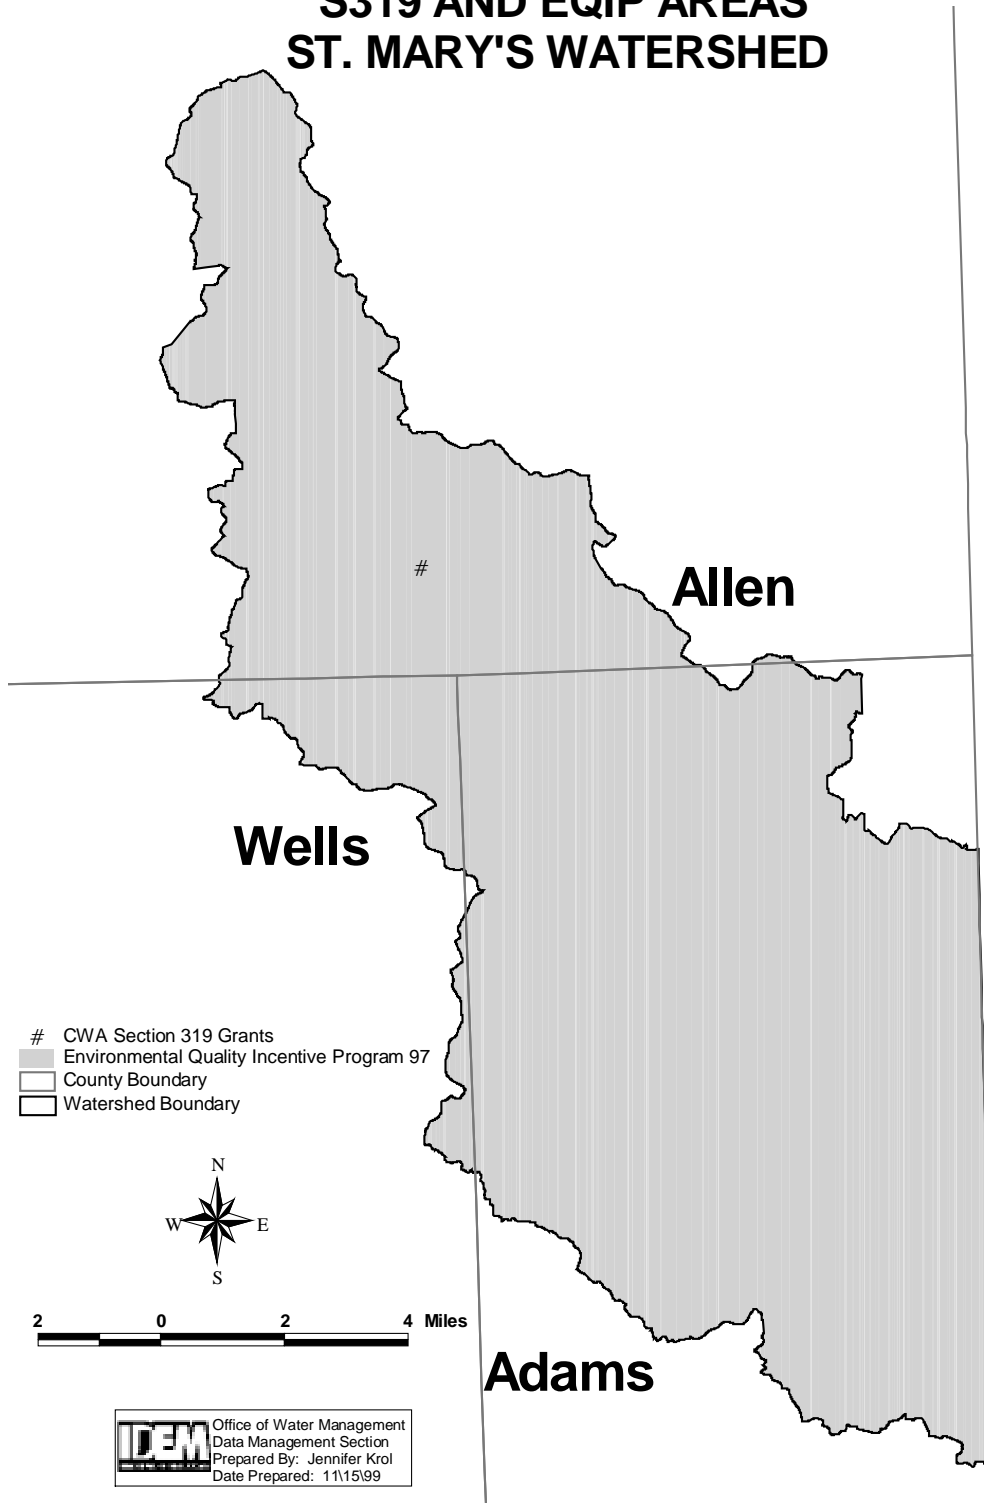 S319 AND EQIP AREAS
ST. MARY'S WATERSHED
#
Allen
Wells
# CWA Section 319 Grants
Environmental Quality Incentive Program 97
County Boundary
Watershed Boundary
N
W E
S
2 0 2 4 Miles
Adams
IDEM
Office of Water Management
Data Management Section
Prepared By: Jennifer Krol
Date Prepared: 11\15\99